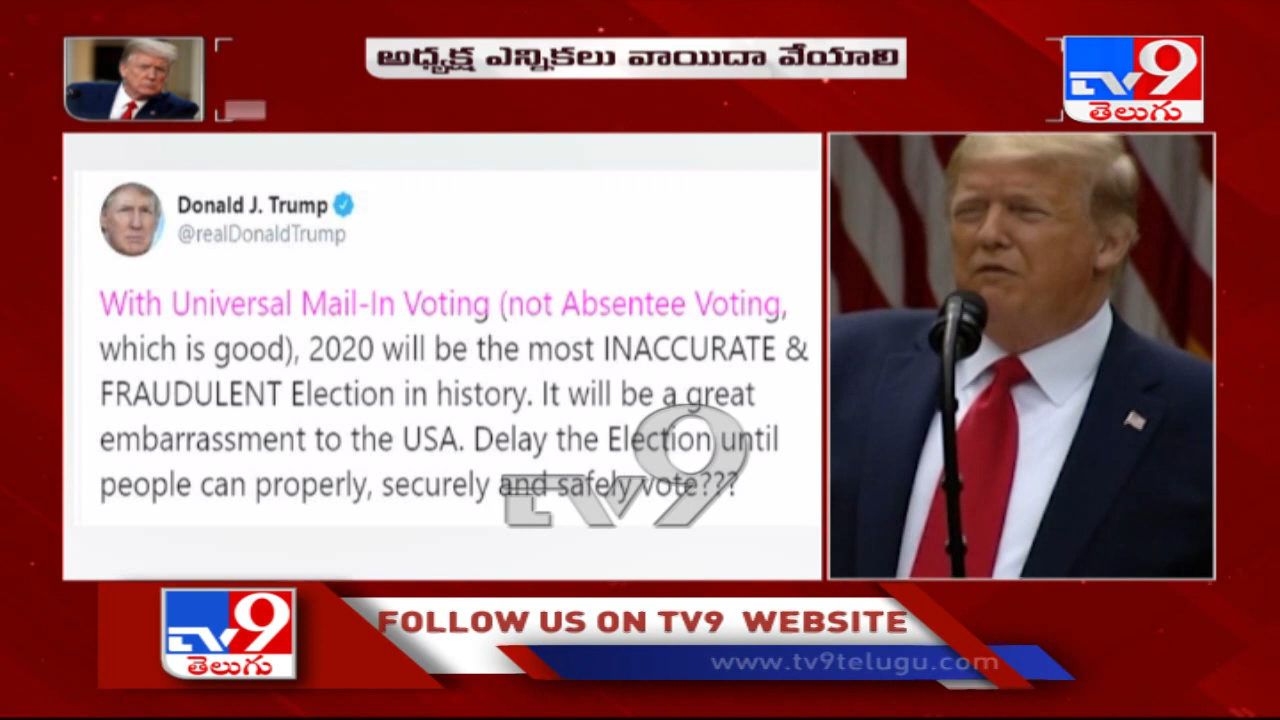 అధ్యక్ష ఎన్నికలు వాయిదా వేయాలి
TV9
తెలుగు
Donald J. Trump
@realDonaldTrump
With Universal Mail-In Voting (not Absentee Voting,
which is good), 2020 will be the most INACCURATE &
FRAUDULENT Election in history. It will be a great
embarrassment to the USA. Delay the Election until
people can properly, securely and safely vote???
TV9
TV9
తెలుగు
FOLLOW US ON TV9 WEBSITE
www.tv9telugu.com